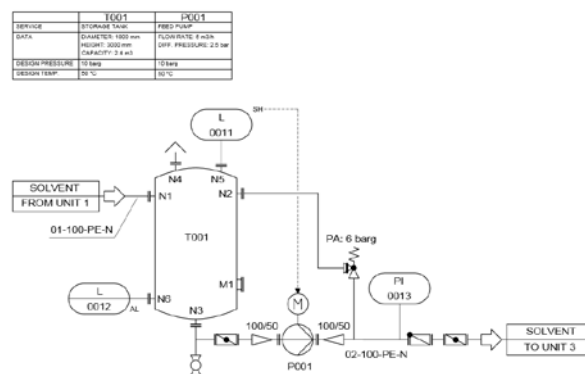 T001 P001
SERVICE STORAGE TANK FEED PUMP
DATA DIAMETER: 1000 mm FLOW RATE: 6 m3/h
HEIGHT: 3000 mm DIFF. PRESSURE: 2.5 bar
CAPACITY: m3
DESIGN PRESSURE 10 barg 10 barg
DESIGN TEMP. 50 °C 50 °C
SH
L
0011
N4
N5
SOLVENT
FROM UNIT 1
N1
N2
01-100-PE-N
T001
PA: 6 barg
M1
PI
0013
L
0012
AL
N6
N3
M
100/50
100/50
SOLVENT
TO UNIT 3
02-100-PE-N
P001